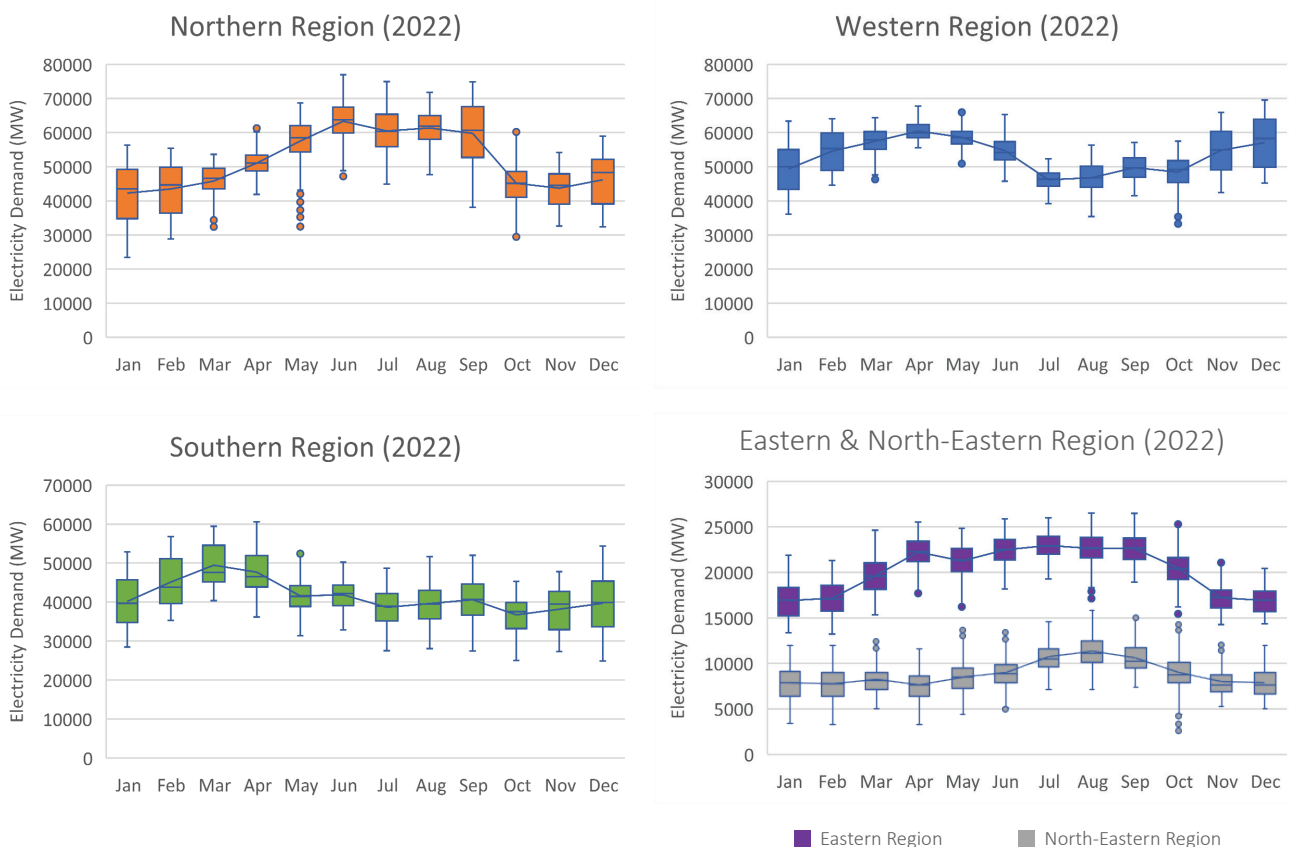 Northern Region (2022)
Electricity Demand (MW)
80000
70000
60000
50000
40000
30000
20000
10000
0
Jan Feb Mar Apr May Jun Jul Aug Sep Oct Nov Dec
Western Region (2022)
Electricity Demand (MW)
80000
70000
60000
50000
40000
30000
20000
10000
0
Jan Feb Mar Apr May Jun Jul Aug Sep Oct Nov Dec
Southern Region (2022)
Electricity Demand (MW)
70000
60000
50000
40000
30000
20000
10000
0
Jan Feb Mar Apr May Jun Jul Aug Sep Oct Nov Dec
Eastern & North-Eastern Region (2022)
Electricity Demand (MW)
30000
25000
20000
15000
10000
5000
0
Jan Feb Mar Apr May Jun Jul Aug Sep Oct Nov Dec
Eastern Region North-Eastern Region